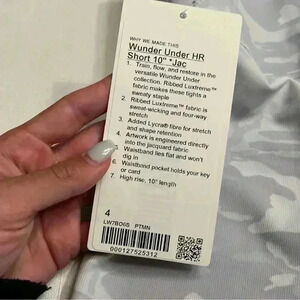 WHY WE MADE THIS
Wunder Under HR
Short 10" *Jac
1. Train, flow, and restore in the
versatile Wunder Under
collection. Ribbed Luxtreme™
fabric makes these tights a
sweaty staple
2. Ribbed Luxtreme™ fabric is
sweat-wicking and four-way
stretch
3. Added Lycra® fibre for stretch
and shape retention
4. Artwork is engineered directly
into the jacquard fabric
5. Waistband lies flat and won't
dig in
6. Waistband pocket holds your key
or card
7. High rise, 10" length
4
LW7BO6S PTMN
000127525312